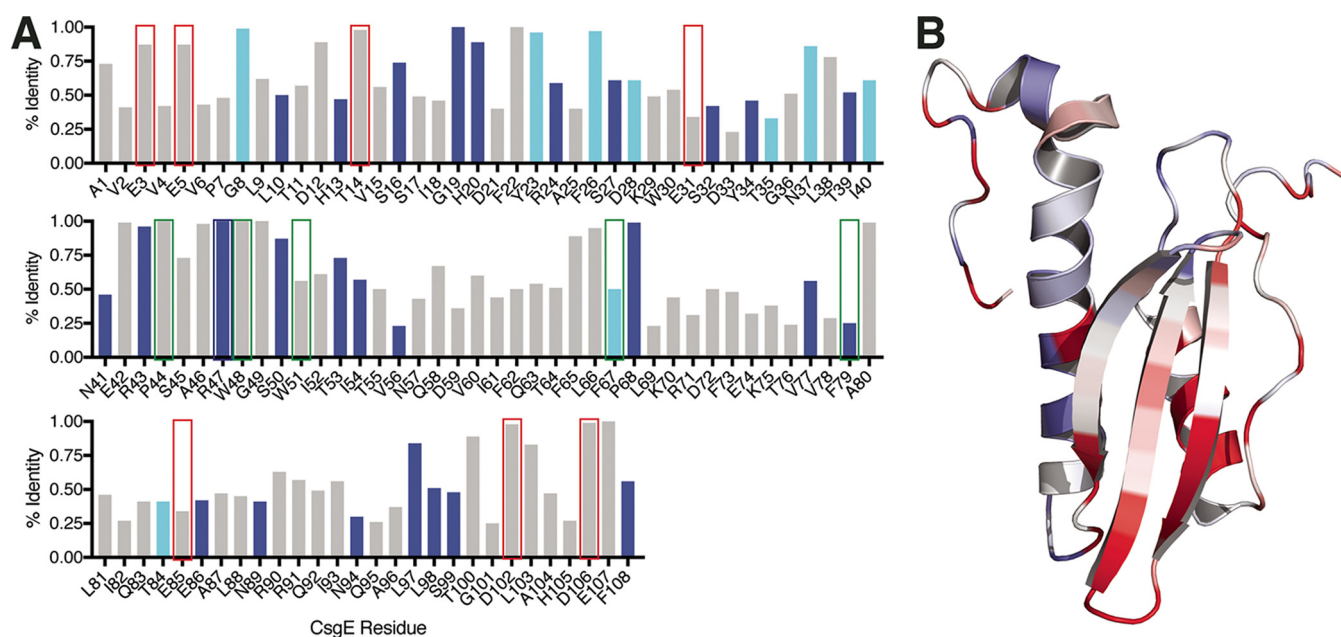 A
B
% Identity
1.00
0.75
0.50
0.25
0.00
A1 V2 E3 V4 E5 V6 P7 G8 L9 L10 T11 D12 H13 T14 V15 S16 S17 I18 G19 H20 D21 F22 Y23 R24 A25 F26 S27 D28 K29 W30 E31 S32 D33 Y34 T35 G36 N37 L38 T39 I40
% Identity
1.00
0.75
0.50
0.25
0.00
N41 E42 R43 P44 S45 A46 R47 W48 G49 S50 W51 I52 T53 I54 T55 V56 N57 Q58 D59 V60 I61 F62 Q63 T64 F65 L66 F67 P68 L69 K70 R71 D72 F73 E74 K75 T76 V77 V78 F79 A80
% Identity
1.00
0.75
0.50
0.25
0.00
L81 I82 Q83 T84 E85 E86 A87 L88 N89 R90 R91 Q92 I93 N94 Q95 A96 L97 L98 S99 T100 G101 D102 L103 A104 H105 D106 E107 F108
CsgE Residue